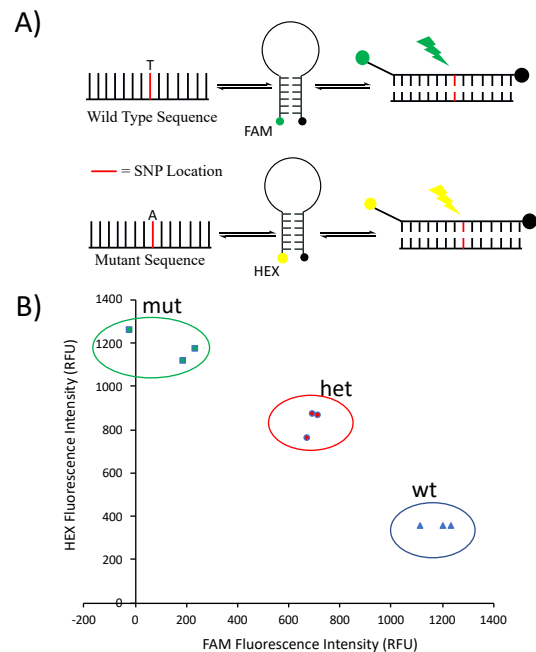 A)
T
Wild Type Sequence
FAM
= SNP Location
A
Mutant Sequence
HEX
B)
1400
1200
1000
800
600
400
200
0
HEX Fluorescence Intensity (RFU)
mut
het
wt
-200 0 200 400 600 800 1000 1200 1400
FAM Fluorescence Intensity (RFU)